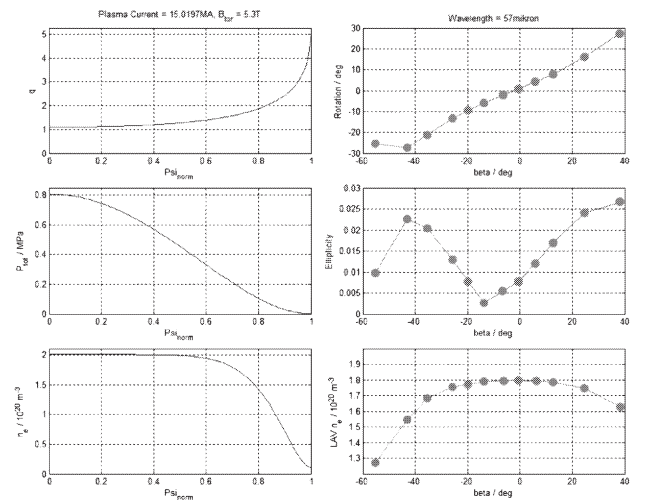 Plasma Current = 15.0197MA, B_tor = 5.3T
5
4
3
2
1
0
q
0 0.2 0.4 0.6 0.8 1
Psi_norm
0.8
0.6
0.4
0.2
0
P_tot / MPa
0 0.2 0.4 0.6 0.8 1
Psi_norm
2
1.5
1
0.5
0
n_e / 10^20 m^-3
0 0.2 0.4 0.6 0.8 1
Psi_norm
Wavelength = 57mikron
30
20
10
0
-10
-20
-30
Rotation / deg
-60 -40 -20 0 20 40
beta / deg
0.03
0.025
0.02
0.015
0.01
0.005
0
Ellipticity
-60 -40 -20 0 20 40
beta / deg
1.9
1.8
1.7
1.6
1.5
1.4
1.3
LAV n_e / 10^20 m^-3
-60 -40 -20 0 20 40
beta / deg